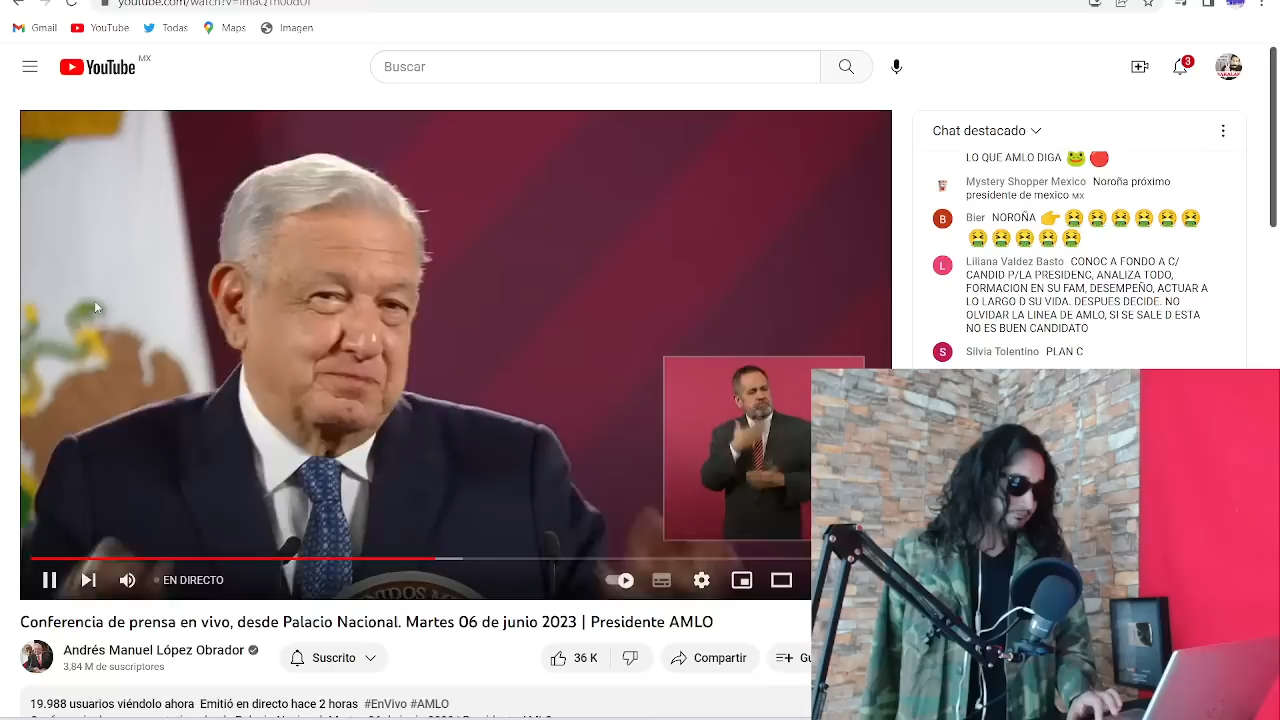 Gmail YouTube Todas Maps Imagen
YouTube MX
Buscar
3
Chat destacado
LO QUE AMLO DIGA
Mystery Shopper Mexico Noroña próximo
presidente de mexico MX
B Bier NOROÑA
L Liliana Valdez Basto CONOC A FONDO A C/
CANDID P/LA PRESIDENC, ANALIZA TODO,
FORMACION EN SU FAM, DESEMPEÑO, ACTUAR A
LO LARGO D SU VIDA. DESPUES DECIDE. NO
OLVIDAR LA LINEA DE AMLO, SI SE SALE D ESTA
NO ES BUEN CANDIDATO
S Silvia Tolentino PLAN C
EN DIRECTO
Conferencia de prensa en vivo, desde Palacio Nacional. Martes 06 de junio 2023 | Presidente AMLO
Andrés Manuel López Obrador
3,84 M de suscriptores
Suscrito
36 K
Compartir
19.988 usuarios viéndolo ahora Emitió en directo hace 2 horas #EnVivo #AMLO